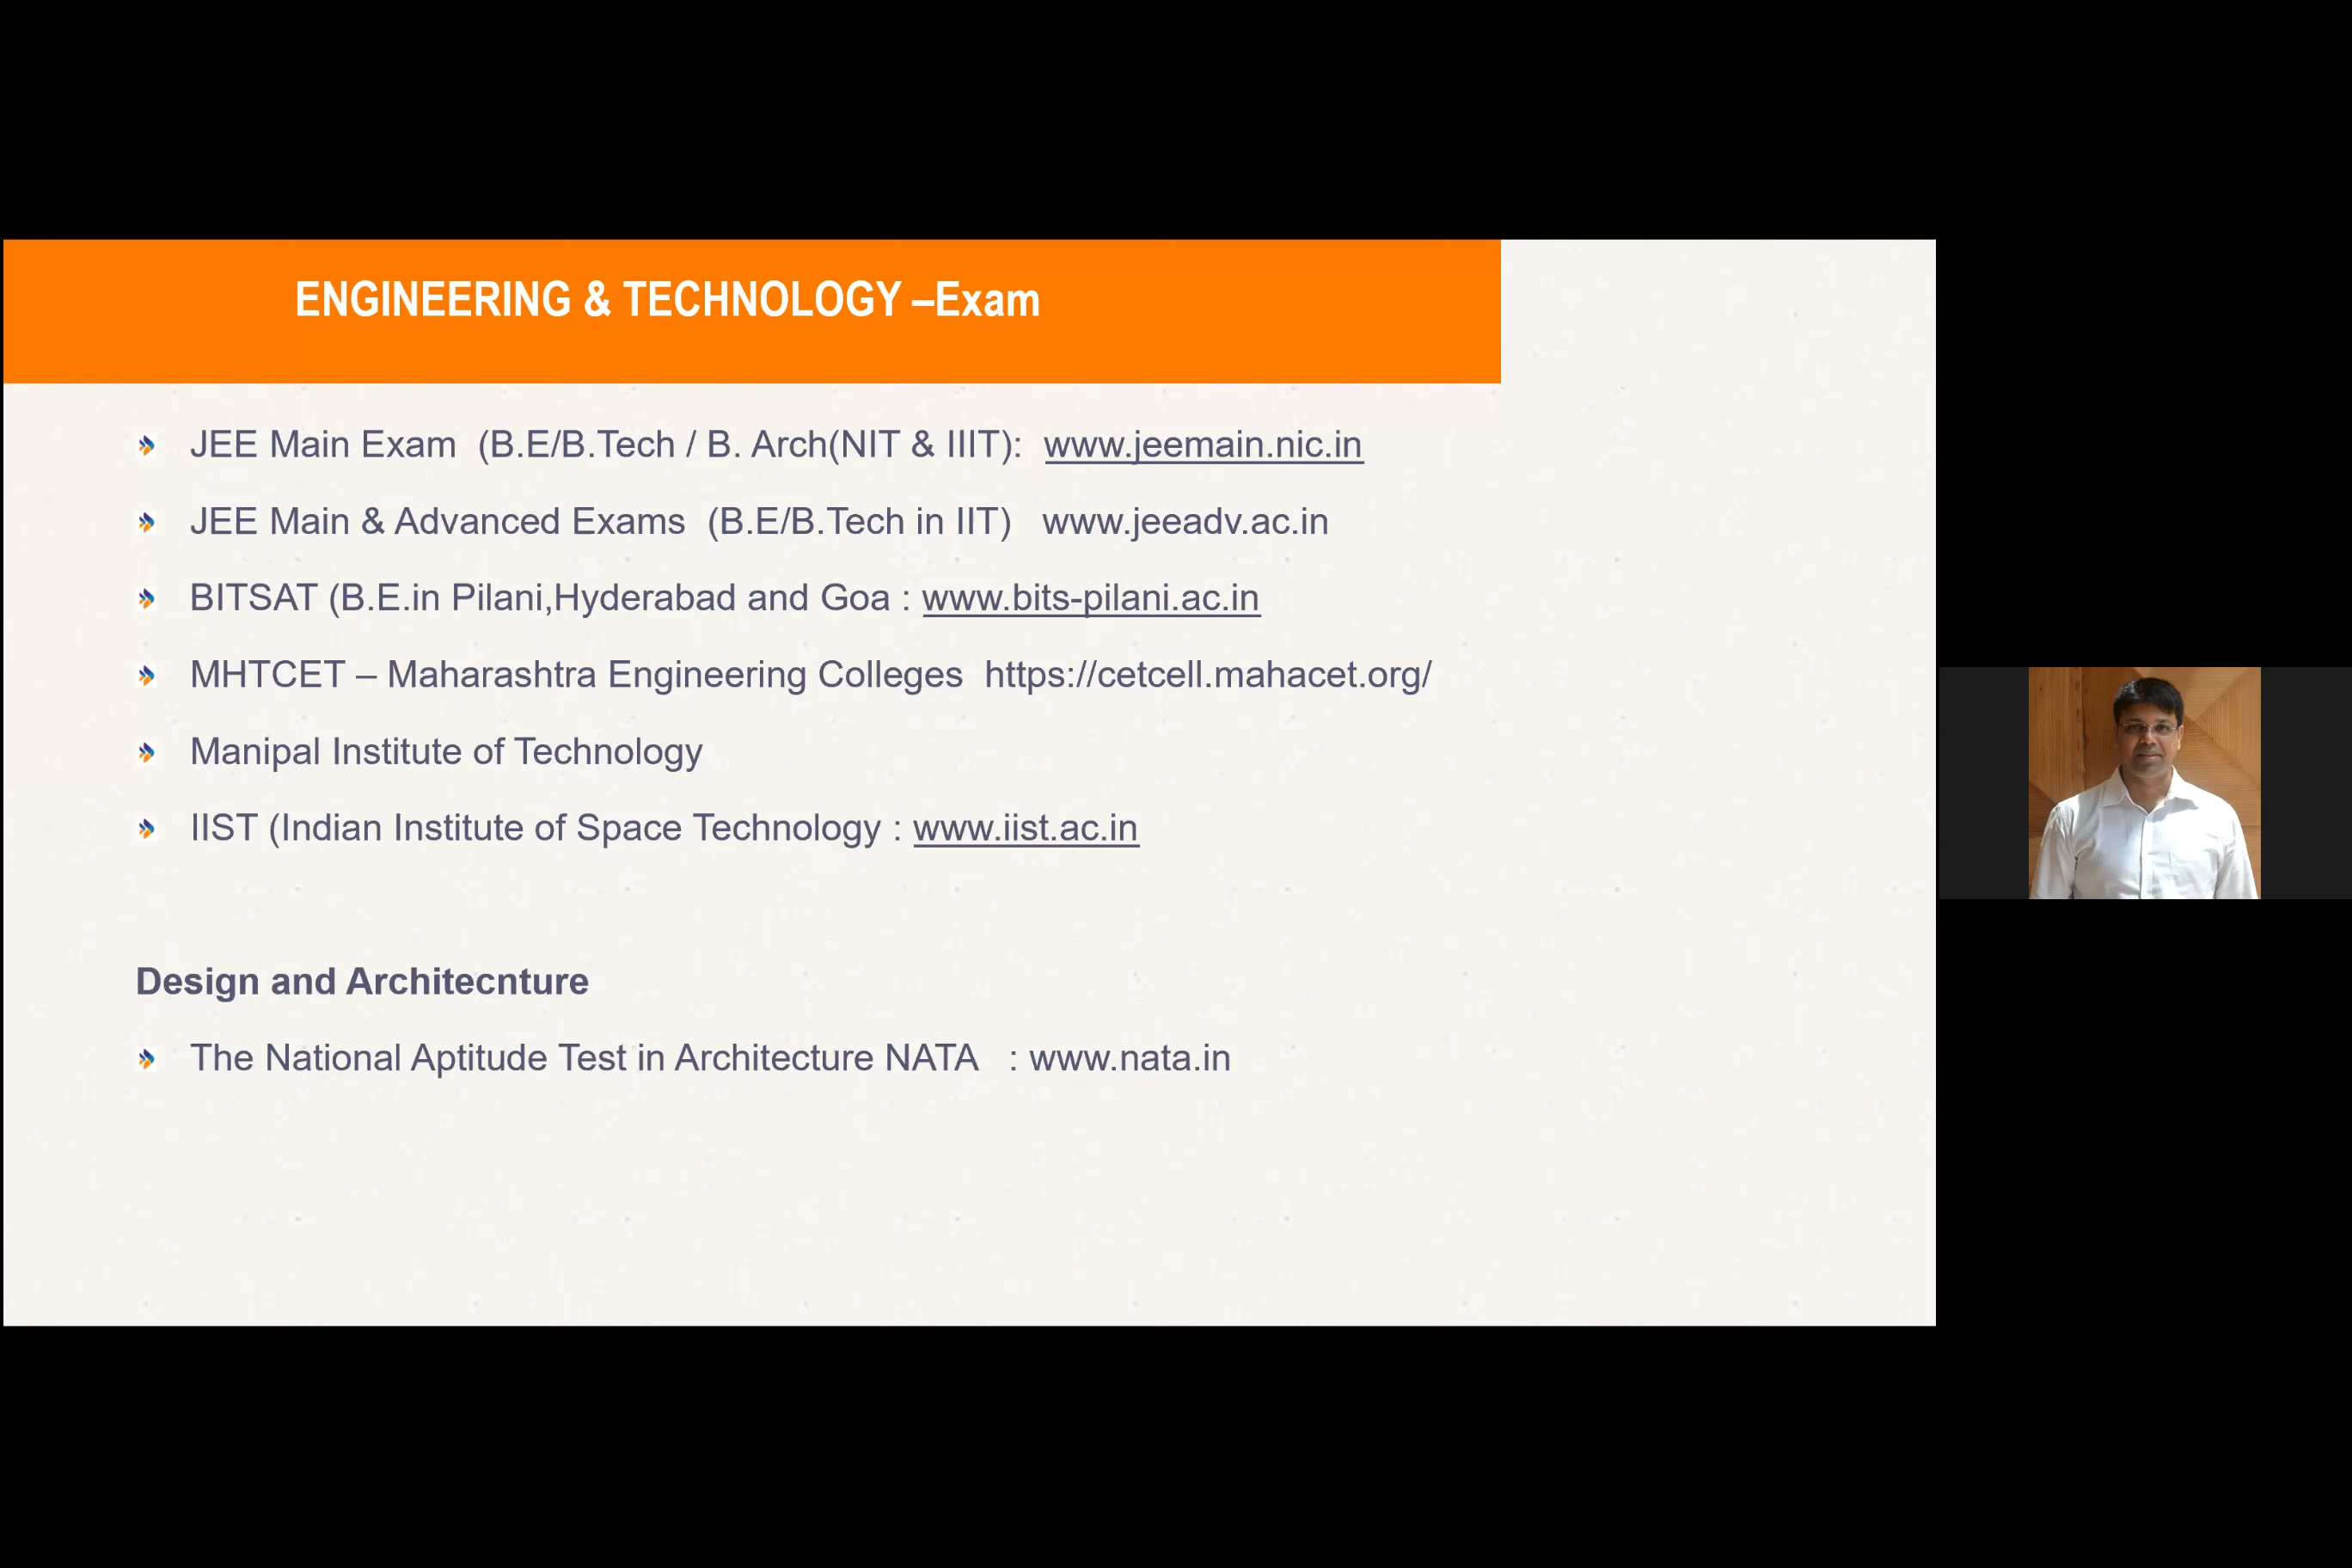 ENGINEERING & TECHNOLOGY –Exam
JEE Main Exam  (B.E/B.Tech / B. Arch(NIT & IIIT):  www.jeemain.nic.in
JEE Main & Advanced Exams  (B.E/B.Tech in IIT)   www.jeeadv.ac.in
BITSAT (B.E.in Pilani,Hyderabad and Goa : www.bits-pilani.ac.in
MHTCET – Maharashtra Engineering Colleges  https://cetcell.mahacet.org/
Manipal Institute of Technology
IIST (Indian Institute of Space Technology : www.iist.ac.in
Design and Architecnture
The National Aptitude Test in Architecture NATA   : www.nata.in